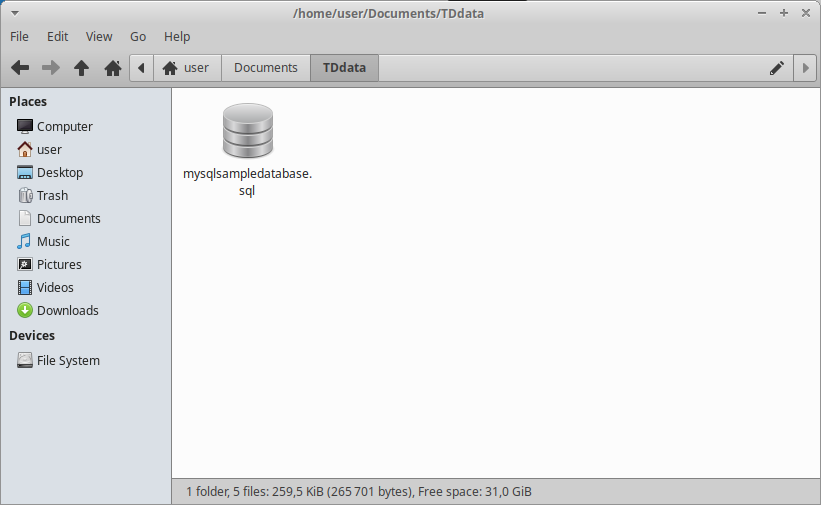 /home/user/Documents/TDdata
File Edit View Go Help
user Documents TDdata
Places
Computer
user
Desktop
Trash
Documents
Music
Pictures
Videos
Downloads
Devices
File System
mysqlsampledatabase.
sql
1 folder, 5 files: 259,5 KiB (265 701 bytes), Free space: 31,0 GiB